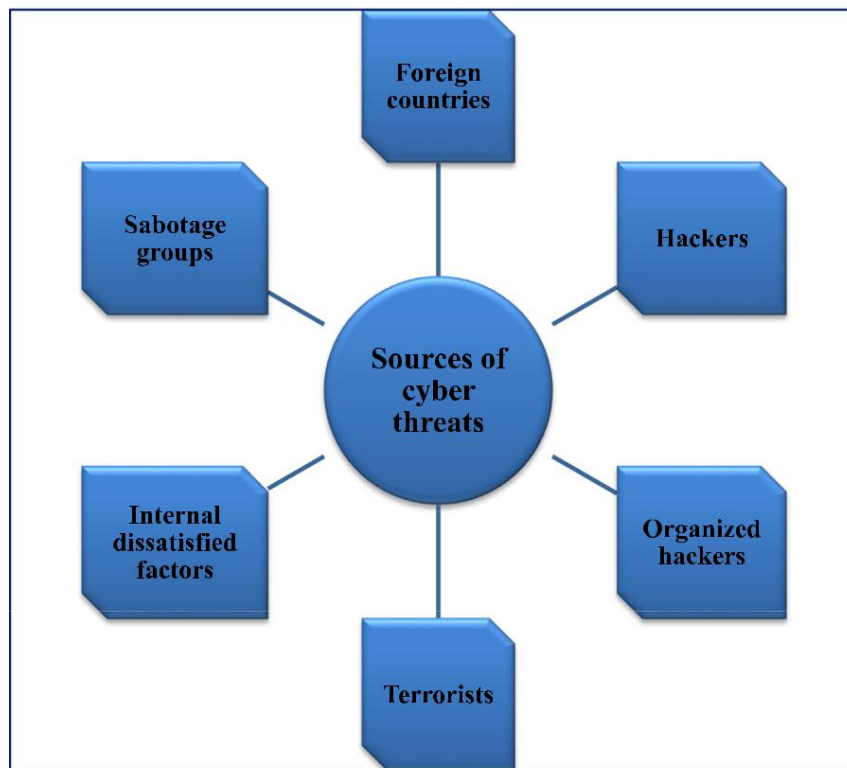 Foreign
countries
Sabotage
groups
Hackers
Sources of
cyber
threats
Internal
dissatisfied
factors
Organized
hackers
Terrorists